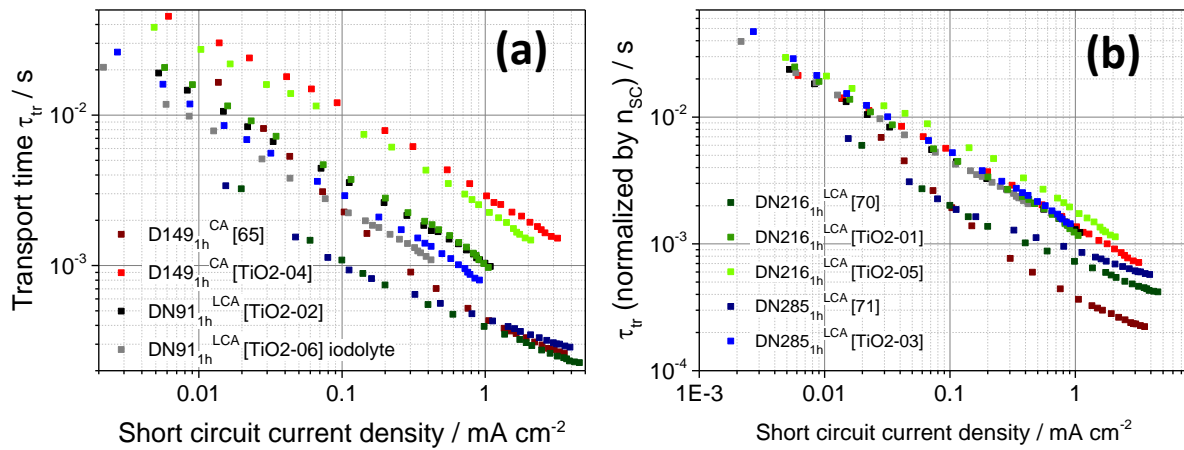 (a)
Transport time τtr / s
10⁻²
10⁻³
D149₁ₕᶜᴬ [65]
D149₁ₕᶜᴬ [TiO2-04]
DN91₁ₕᴸᶜᴬ [TiO2-02]
DN91₁ₕᴸᶜᴬ [TiO2-06] iodolyte
0.01 0.1 1
Short circuit current density / mA cm⁻²
(b)
τtr (normalized by nSC) / s
10⁻¹
10⁻²
10⁻³
10⁻⁴
DN216₁ₕᴸᶜᴬ [70]
DN216₁ₕᴸᶜᴬ [TiO2-01]
DN216₁ₕᴸᶜᴬ [TiO2-05]
DN285₁ₕᴸᶜᴬ [71]
DN285₁ₕᴸᶜᴬ [TiO2-03]
1E-3 0.01 0.1 1
Short circuit current density / mA cm⁻²